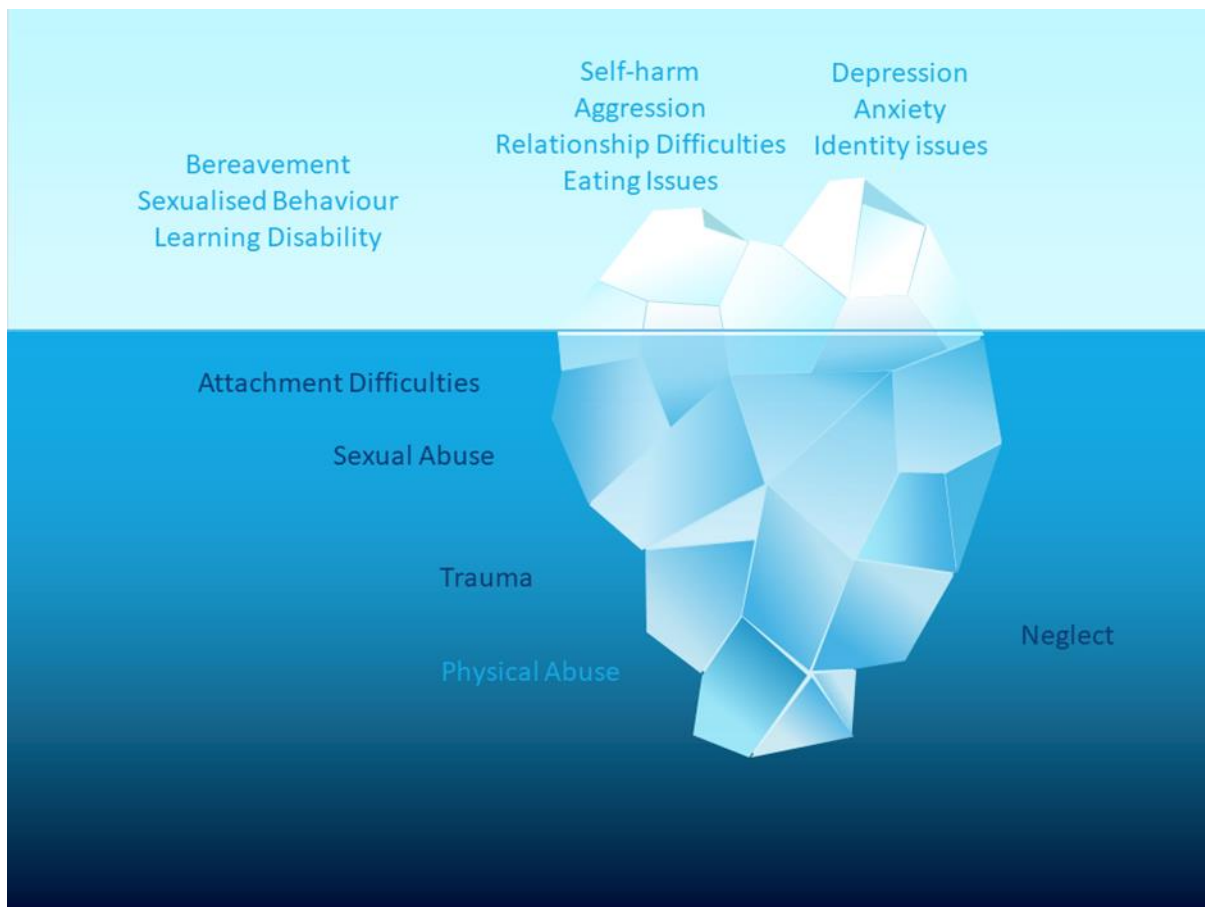 Self-harm
Aggression
Relationship Difficulties
Eating Issues
Depression
Anxiety
Identity issues
Bereavement
Sexualised Behaviour
Learning Disability
Attachment Difficulties
Sexual Abuse
Trauma
Neglect
Physical Abuse